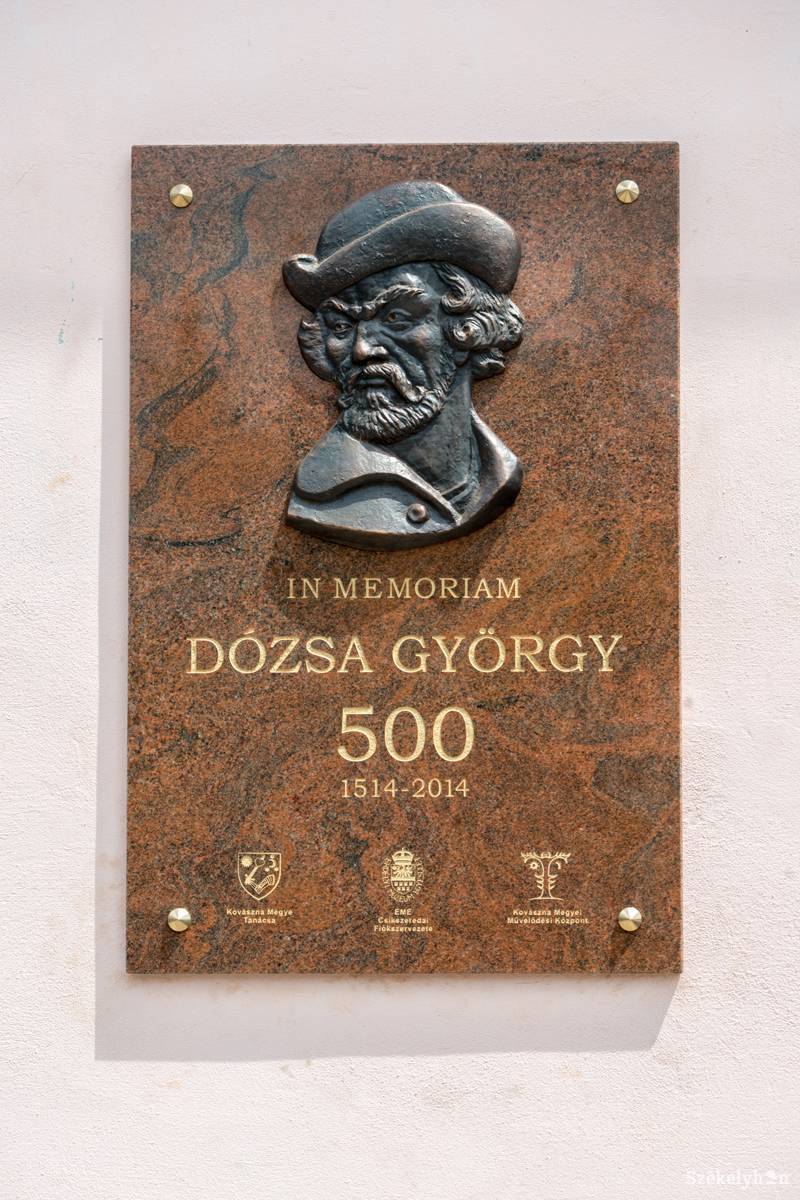 IN MEMORIAM
DÓZSA GYÖRGY
500
1514-2014
Kovászna Megye
Tanácsa
EME
Csíkszeredai
Fiókszervezete
Kovászna Megyei
Művelődési Központ
Székelyhon